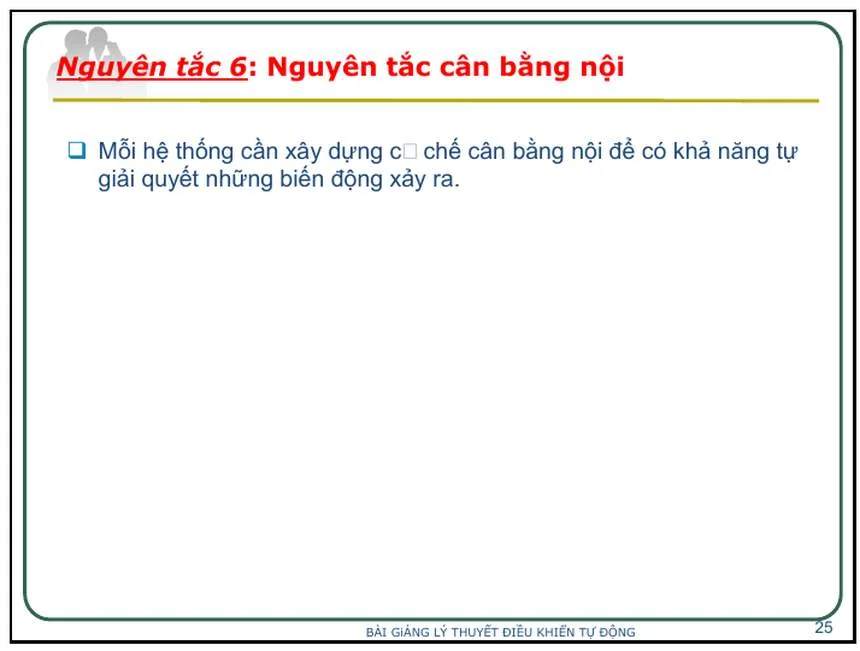 Nguyên tắc 6: Nguyên tắc cân bằng nội
Mỗi hệ thống cần xây dựng c□ chế cân bằng nội để có khả năng tự
giải quyết những biến động xảy ra.
BÀI GiẢNG LÝ THUYẾT ĐIỀU KHIỂN TỰ ĐỘNG
25